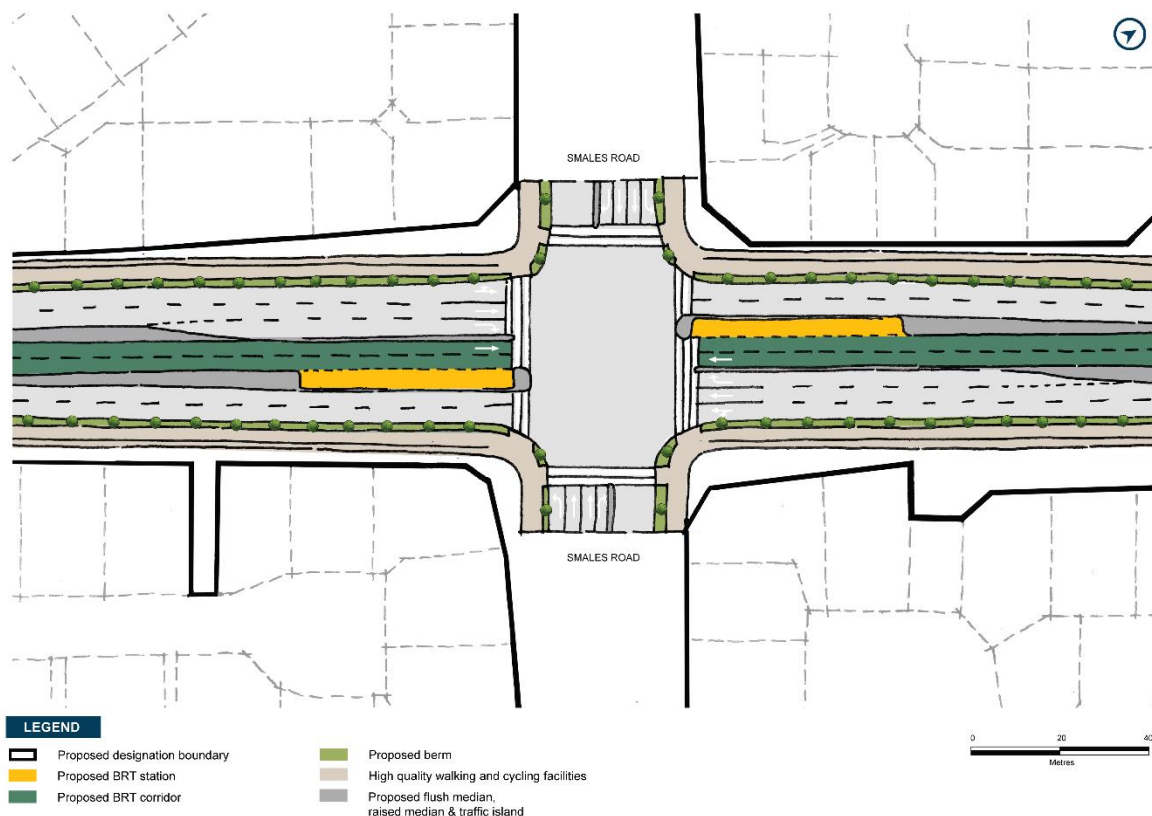 SMALES ROAD
SMALES ROAD
LEGEND
Proposed designation boundary
Proposed BRT station
Proposed BRT corridor
Proposed berm
High quality walking and cycling facilities
Proposed flush median,
raised median & traffic island
0 20 40
Metres